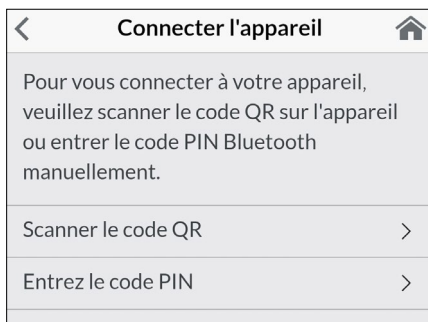 Connecter l'appareil
Pour vous connecter à votre appareil,
veuillez scanner le code QR sur l'appareil
ou entrer le code PIN Bluetooth
manuellement.
Scanner le code QR
Entrez le code PIN